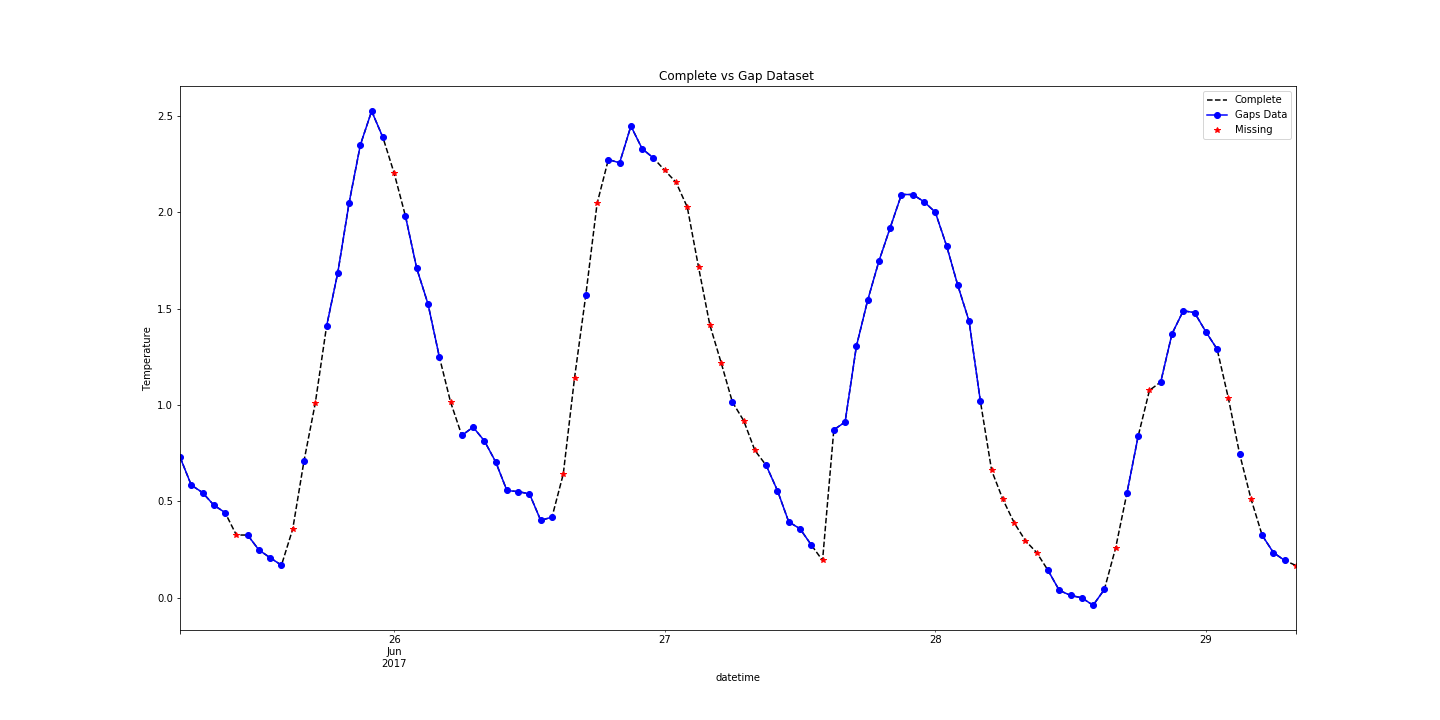 Complete vs Gap Dataset
Complete
Gaps Data
Missing
2.5
2.0
1.5
1.0
0.5
0.0
Temperature
26
27
28
29
Jun
2017
datetime